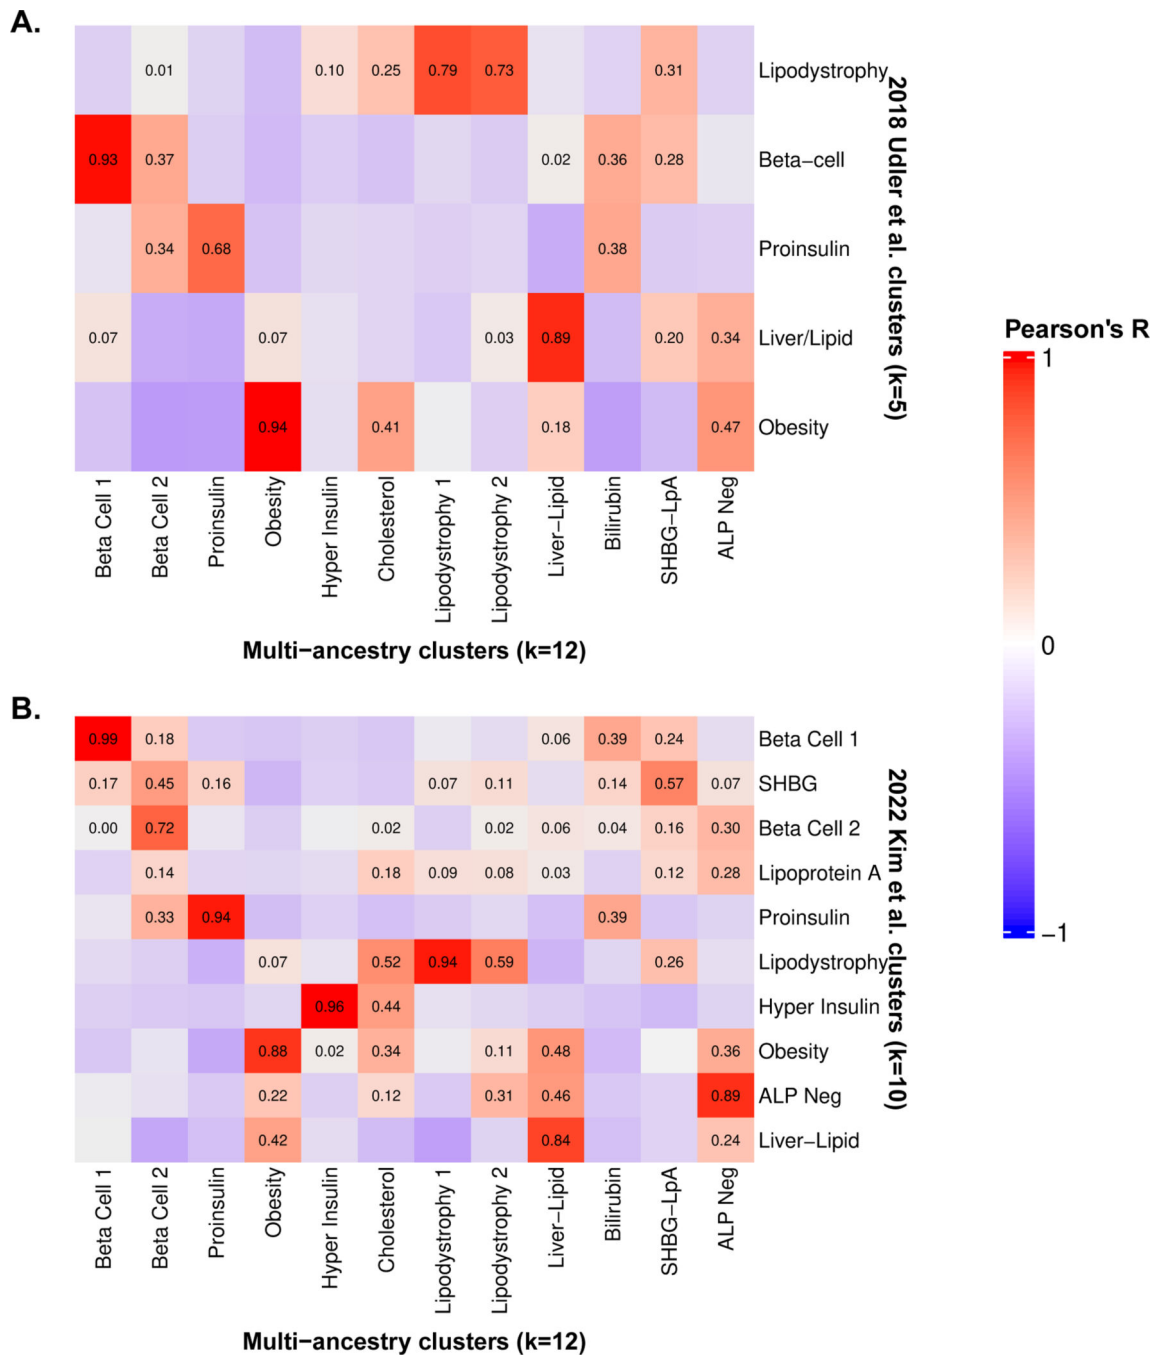 A.
0.01 0.10 0.25 0.79 0.73 0.31 Lipodystrophy
0.93 0.37 0.02 0.36 0.28 Beta−cell
0.34 0.68 0.38 Proinsulin
0.07 0.07 0.03 0.89 0.20 0.34 Liver/Lipid
0.94 0.41 0.18 0.47 Obesity
2018 Udler et al. clusters (k=5)
Beta Cell 1
Beta Cell 2
Proinsulin
Obesity
Hyper Insulin
Cholesterol
Lipodystrophy 1
Lipodystrophy 2
Liver−Lipid
Bilirubin
SHBG−LpA
ALP Neg
Multi−ancestry clusters (k=12)
Pearson's R
1
0
−1
B.
0.99 0.18 0.06 0.39 0.24 Beta Cell 1
0.17 0.45 0.16 0.07 0.11 0.14 0.57 0.07 SHBG
0.00 0.72 0.02 0.02 0.06 0.04 0.16 0.30 Beta Cell 2
0.14 0.18 0.09 0.08 0.03 0.12 0.28 Lipoprotein A
0.33 0.94 0.39 Proinsulin
0.07 0.52 0.94 0.59 0.26 Lipodystrophy
0.96 0.44 Hyper Insulin
0.88 0.02 0.34 0.11 0.48 0.36 Obesity
0.22 0.12 0.31 0.46 0.89 ALP Neg
0.42 0.84 0.24 Liver−Lipid
2022 Kim et al. clusters (k=10)
Beta Cell 1
Beta Cell 2
Proinsulin
Obesity
Hyper Insulin
Cholesterol
Lipodystrophy 1
Lipodystrophy 2
Liver−Lipid
Bilirubin
SHBG−LpA
ALP Neg
Multi−ancestry clusters (k=12)